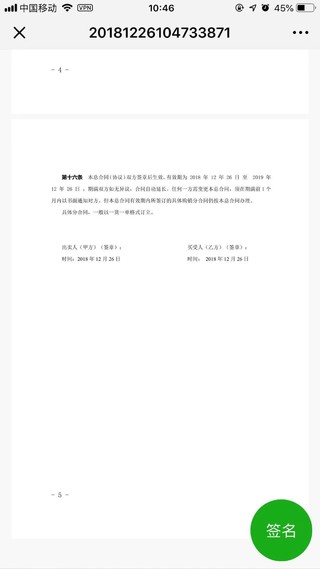 中国移动 VPN 10:46 45%
20181226104733871
- 4 -
第十六条 本总合同(协议)双方签章后生效,有效期为 2018 年 12 年 26 日 至 2019 年
12 年 26 日,期满双方如无异议,合同自动延长。任何一方需变更本总合同,须在期满前 1 个
月内以书面通知对方。但本总合同有效期内所签订的具体购销分合同仍按本总合同办理。
具体分合同,一般以一货一单格式订立。
出卖人(甲方)(签章): 买受人(乙方)(签章):
时间:2018 年 12 月 26 日 时间: 2018 年 12 月 26 日
- 5 -
签名